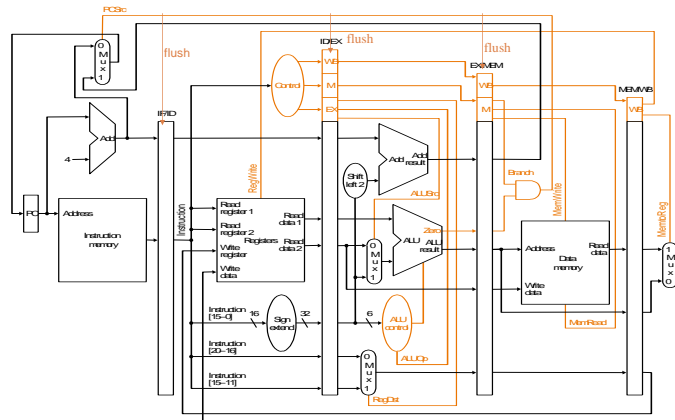 PCSrc
0
M
u
x
1
flush
ID/EX
flush
flush
EX/MEM
MEM/WB
WB
M
EX
Control
WB
M
WB
IF/ID
Add
4
RegWrite
Shift
left 2
Add
Add
result
ALUSrc
Branch
MemWrite
PC
Address
Instruction
memory
Instruction
Read
register 1
Read
register 2
Write
register
Write
data
Registers
Read
data 1
Read
data 2
0
M
u
x
1
Zero
ALU
ALU
result
Address
Write
data
Read
data
Data
memory
MemtoReg
1
M
u
x
0
Instruction
[15–0]
16
Sign
extend
32
6
ALU
control
MemRead
Instruction
[20–16]
ALUOp
Instruction
[15–11]
0
M
u
x
1
RegDst